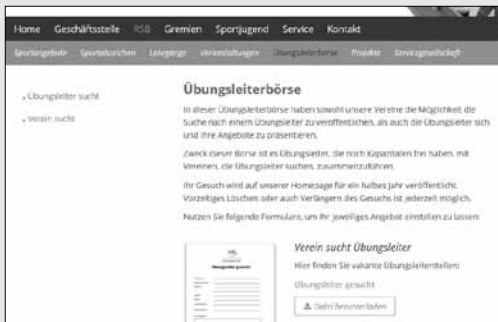 Home Geschäftsstelle RSB Gremien Sportjugend Service Kontakt
Sportangebote Sportabzeichen Lehrgänge Veranstaltungen Übungsleiterbörse Projekte Servicegesellschaft
Übungsleiter sucht
Verein sucht
Übungsleiterbörse
In dieser Übungsleiterbörse haben sowohl unsere Vereine die Möglichkeit die
Suche nach einem Übungsleiter zu veröffentlichen, als auch die Übungsleiter sich
und ihre Angebote zu präsentieren.
Zweck dieser Börse ist es Übungsleiter, die noch Kapazitäten frei haben, mit
Vereinen, die Übungsleiter suchen, zusammenzuführen.
Ihr Gesuch wird auf unserer Homepage für ein halbes Jahr veröffentlicht.
Vorzeitiges Löschen oder auch Verlängern des Gesuchs ist jederzeit möglich.
Nutzen Sie folgende Formulare, um Ihr jeweiliges Angebot einstellen zu lassen:
Verein sucht Übungsleiter
Hier finden Sie vakante Übungsleiterstellen:
Übungsleiter gesucht
Datei herunterladen